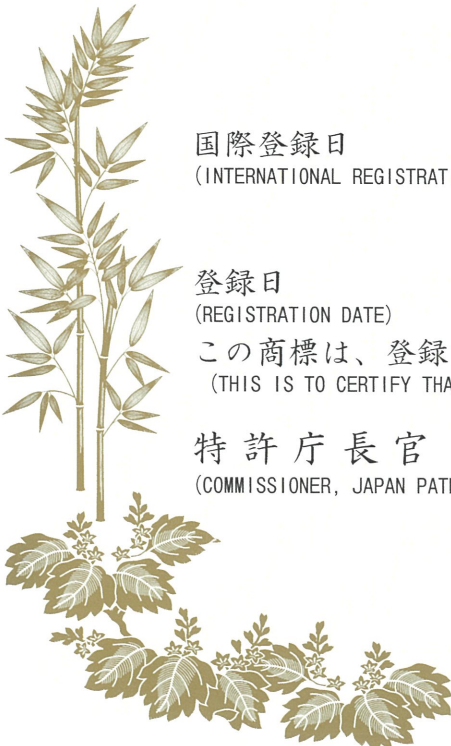 国際登録日
(INTERNATIONAL REGISTRAT
登録日
(REGISTRATION DATE)
この商標は、登録
(THIS IS TO CERTIFY THA
特許庁長官
(COMMISSIONER, JAPAN PATE